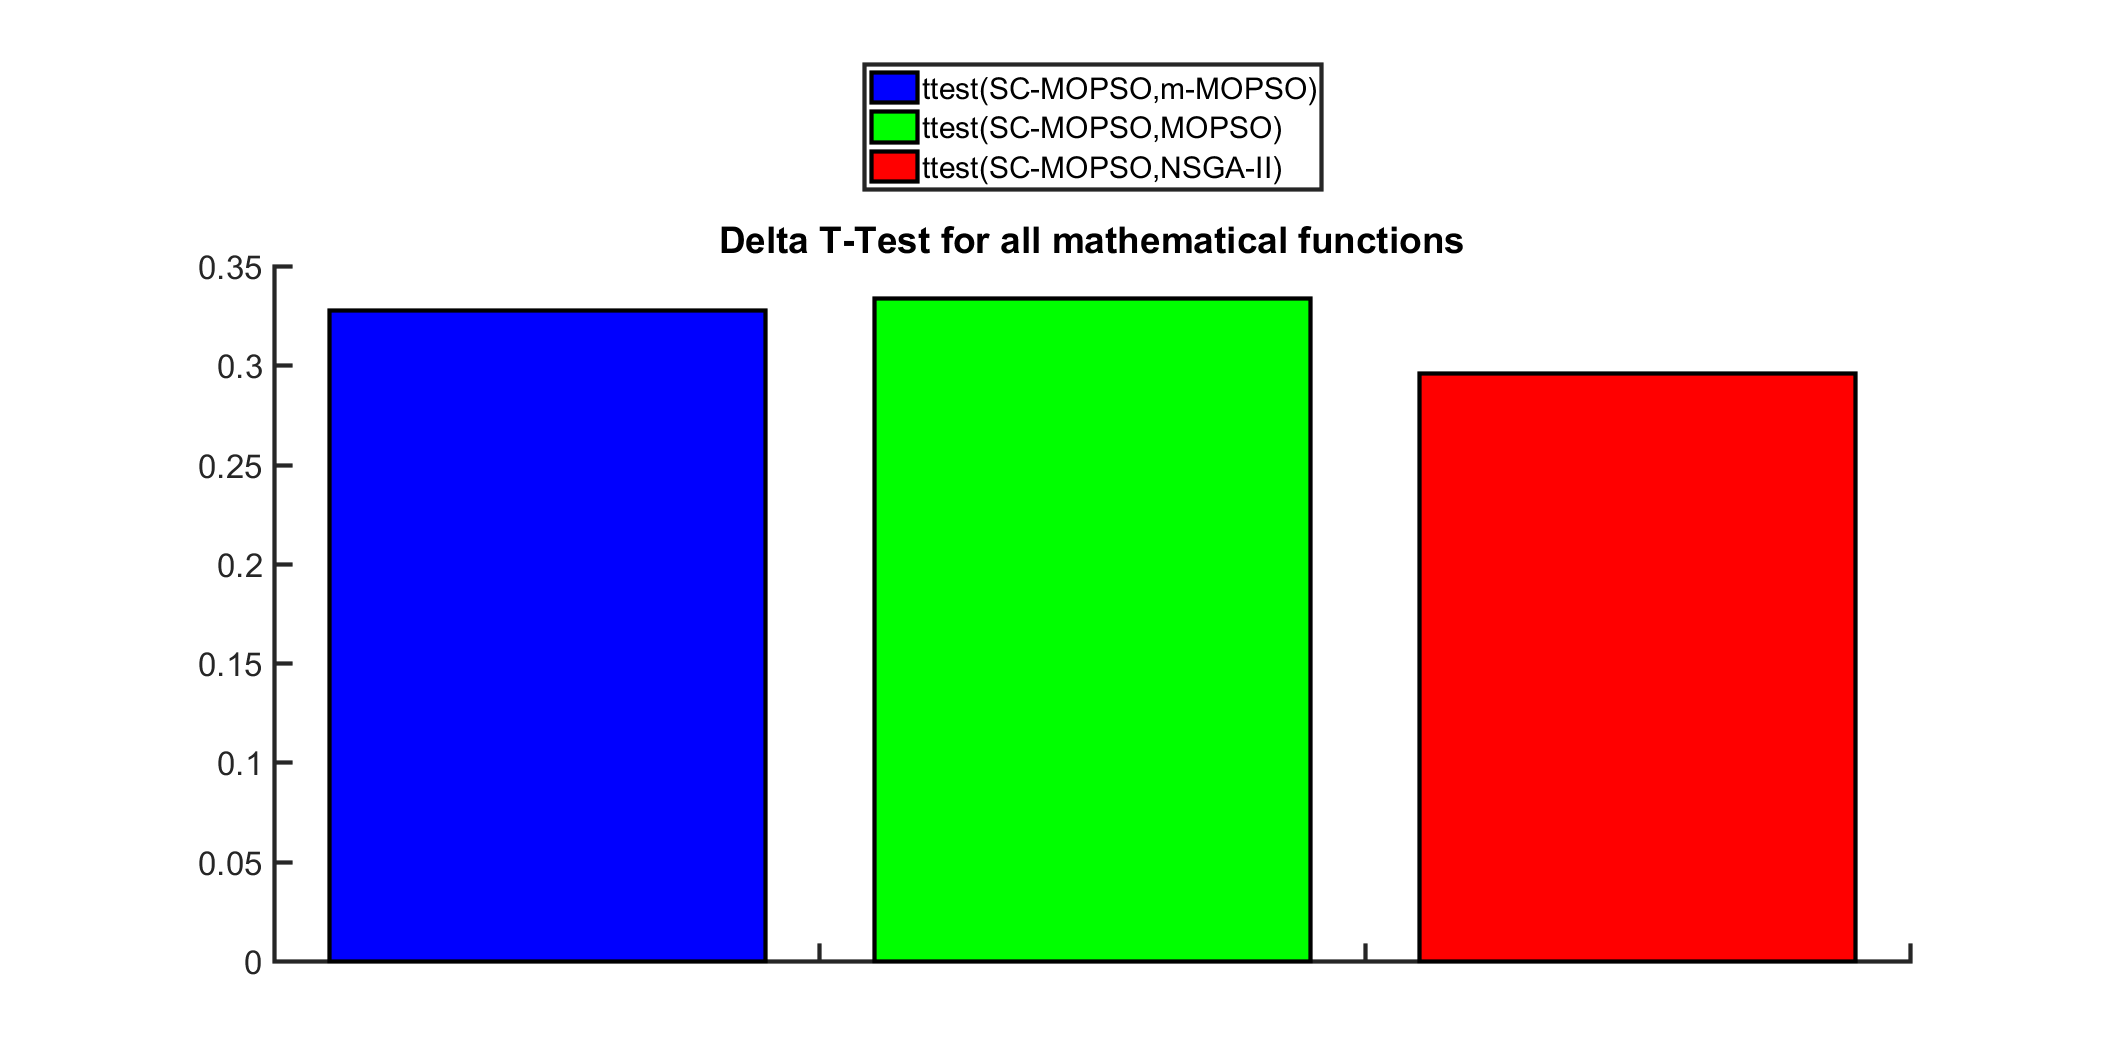 ttest(SC-MOPSO,m-MOPSO)
ttest(SC-MOPSO,MOPSO)
ttest(SC-MOPSO,NSGA-II)
Delta T-Test for all mathematical functions
0.35
0.3
0.25
0.2
0.15
0.1
0.05
0